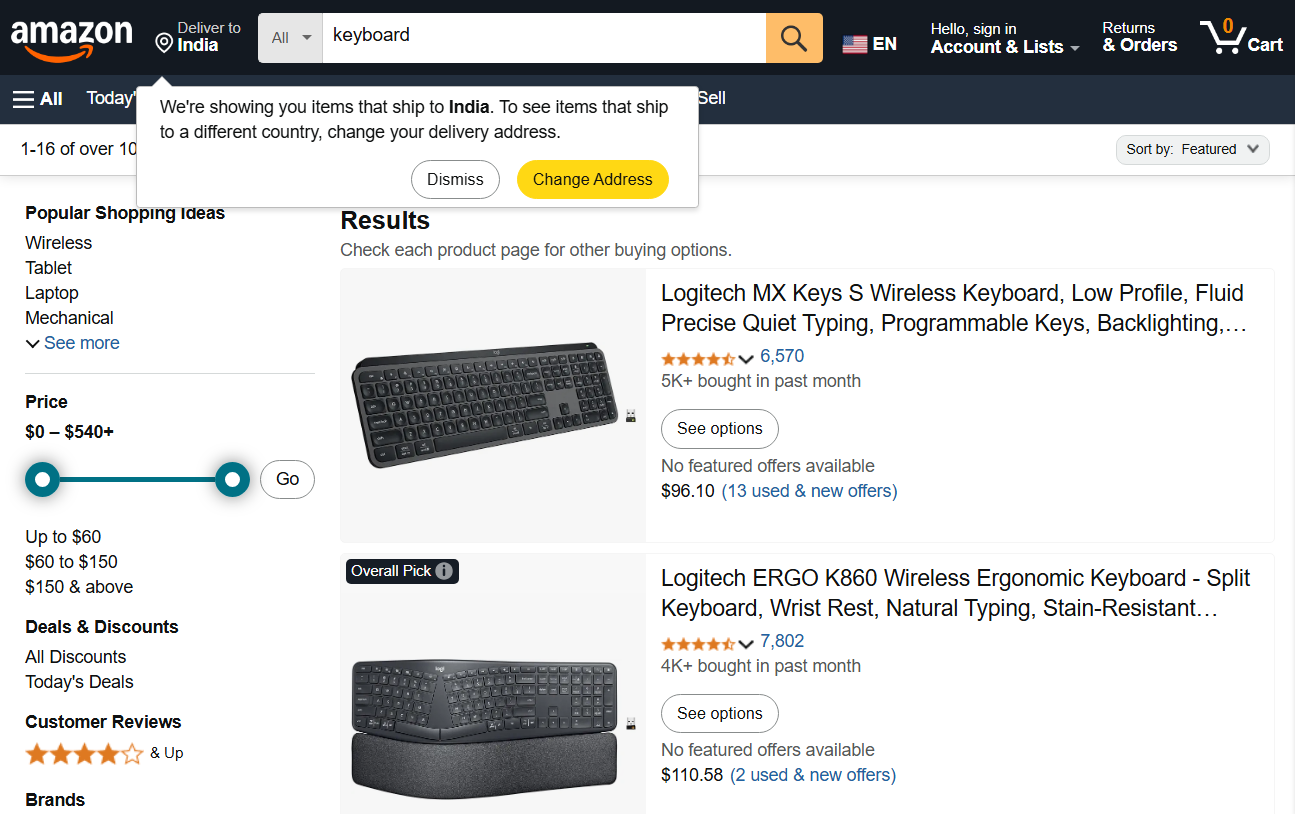 amazon
Deliver to
India
All
keyboard
EN
Hello, sign in
Account & Lists
Returns
& Orders
0
Cart
All
Today'
Sell
We're showing you items that ship to India. To see items that ship
to a different country, change your delivery address.
Dismiss
Change Address
1-16 of over 10
Sort by: Featured
Popular Shopping Ideas
Wireless
Tablet
Laptop
Mechanical
See more
Price
$0 – $540+
Go
Up to $60
$60 to $150
$150 & above
Deals & Discounts
All Discounts
Today's Deals
Customer Reviews
& Up
Brands
Results
Check each product page for other buying options.
Logitech MX Keys S Wireless Keyboard, Low Profile, Fluid
Precise Quiet Typing, Programmable Keys, Backlighting,…
6,570
5K+ bought in past month
See options
No featured offers available
$96.10 (13 used & new offers)
Overall Pick
logi
Logitech ERGO K860 Wireless Ergonomic Keyboard - Split
Keyboard, Wrist Rest, Natural Typing, Stain-Resistant…
7,802
4K+ bought in past month
See options
No featured offers available
$110.58 (2 used & new offers)